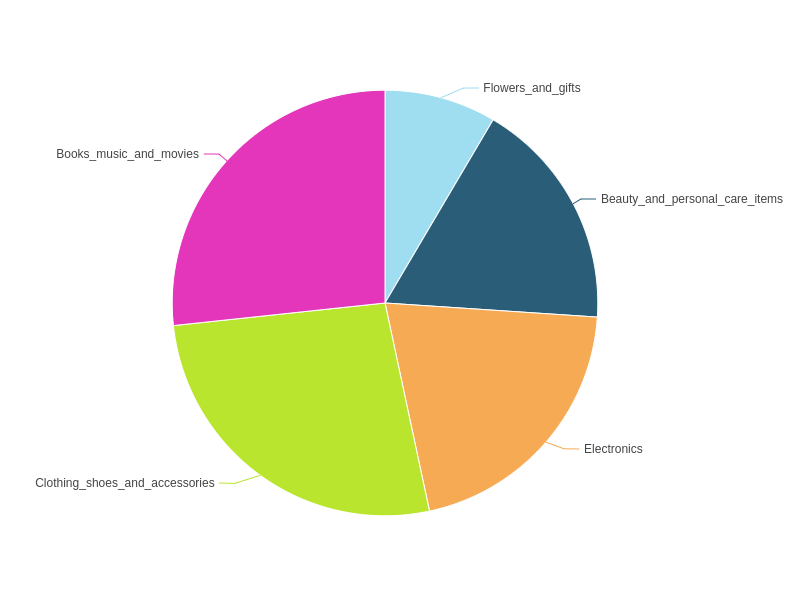 Flowers_and_gifts
Books_music_and_movies
Beauty_and_personal_care_items
Electronics
Clothing_shoes_and_accessories